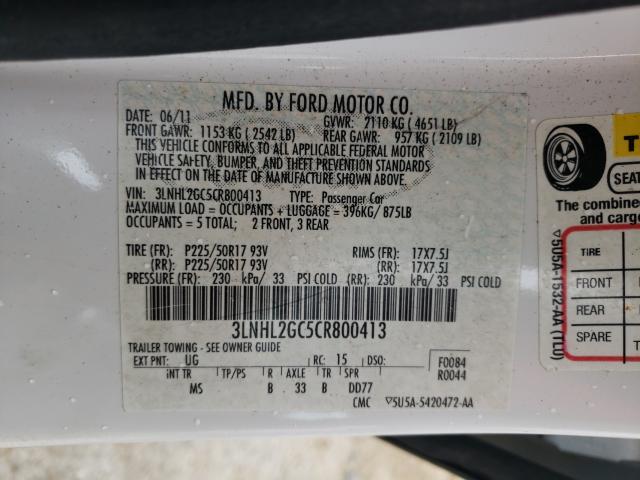 MFD. BY FORD MOTOR CO.
DATE: 06/11 GVWR: 2110 KG ( 4651 LB)
FRONT GAWR: 1153 KG ( 2542 LB) REAR GAWR: 957 KG ( 2109 LB)
THIS VEHICLE CONFORMS TO ALL APPLICABLE FEDERAL MOTOR
VEHICLE SAFETY, BUMPER, AND THEFT PREVENTION STANDARDS
IN EFFECT ON THE DATE OF MANUFACTURE SHOWN ABOVE.
VIN: 3LNHL2GC5CR800413 TYPE: Passenger Car
MAXIMUM LOAD = OCCUPANTS + LUGGAGE = 396KG/ 875LB
OCCUPANTS = 5 TOTAL; 2 FRONT, 3 REAR
TIRE (FR): P225/50R17 93V RIMS (FR): 17X7.5J
(RR): P225/50R17 93V (RR): 17X7.5J
PRESSURE (FR): 230 kPa/ 33 PSI COLD (RR): 230 kPa/ 33 PSI COLD
3LNHL2GC5CR800413
TRAILER TOWING - SEE OWNER GUIDE
EXT PNT: UG RC: 15 DSO: F0084
R0044
INT TR TP/PS R AXLE TR SPR
MS B 33 B DD77
CMC ▽5U5A-5420472-AA
T
SEAT
The combine
and cargo
TIRE
FRONT
REAR
SPARE T
▽5U5A-1532-AA (TLU)